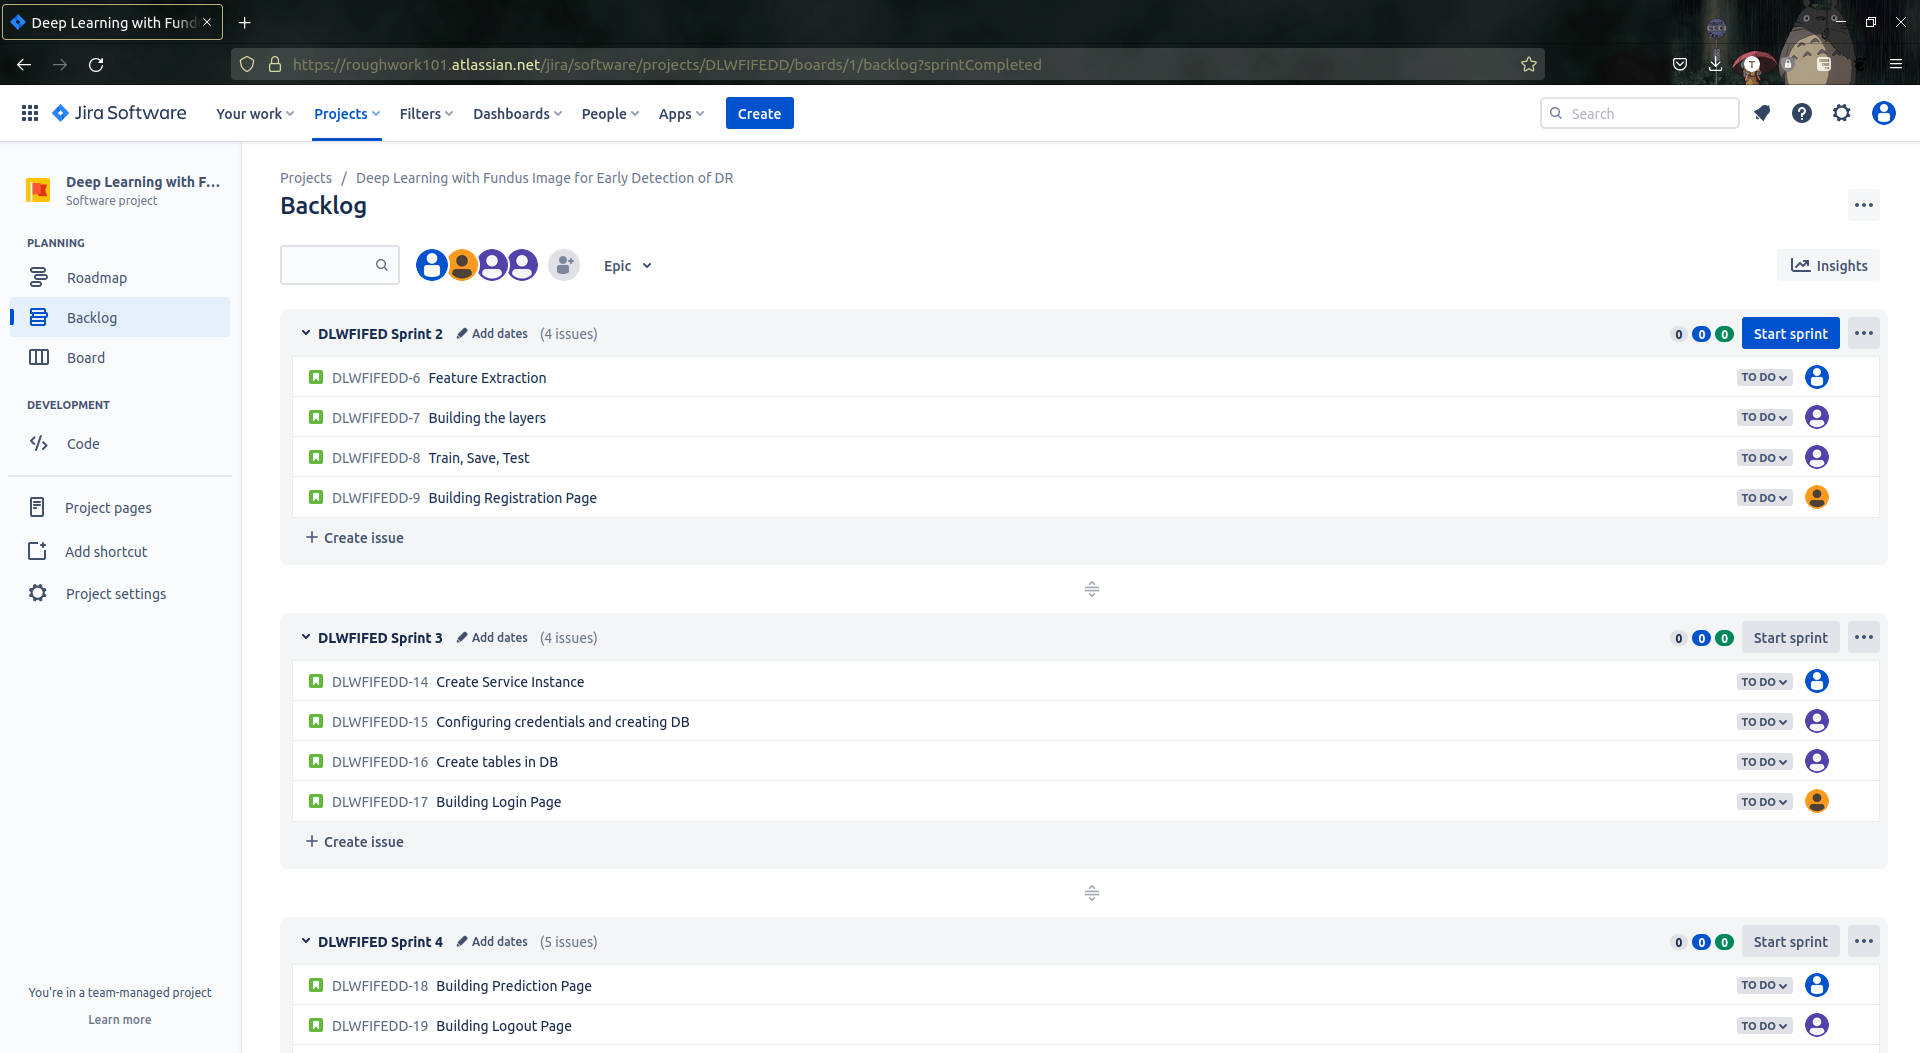 Deep Learning with Fund
https://roughwork101.atlassian.net/jira/software/projects/DLWFIFEDD/boards/1/backlog?sprintCompleted
T
Jira Software
Your work
Projects
Filters
Dashboards
People
Apps
Create
Search
Deep Learning with F...
Software project
PLANNING
Roadmap
Backlog
Board
DEVELOPMENT
Code
Project pages
Add shortcut
Project settings
You're in a team-managed project
Learn more
Projects / Deep Learning with Fundus Image for Early Detection of DR
Backlog
Epic
Insights
DLWFIFED Sprint 2 Add dates (4 issues) 0 0 0 Start sprint
DLWFIFEDD-6 Feature Extraction TO DO
DLWFIFEDD-7 Building the layers TO DO
DLWFIFEDD-8 Train, Save, Test TO DO
DLWFIFEDD-9 Building Registration Page TO DO
+ Create issue
DLWFIFED Sprint 3 Add dates (4 issues) 0 0 0 Start sprint
DLWFIFEDD-14 Create Service Instance TO DO
DLWFIFEDD-15 Configuring credentials and creating DB TO DO
DLWFIFEDD-16 Create tables in DB TO DO
DLWFIFEDD-17 Building Login Page TO DO
+ Create issue
DLWFIFED Sprint 4 Add dates (5 issues) 0 0 0 Start sprint
DLWFIFEDD-18 Building Prediction Page TO DO
DLWFIFEDD-19 Building Logout Page TO DO